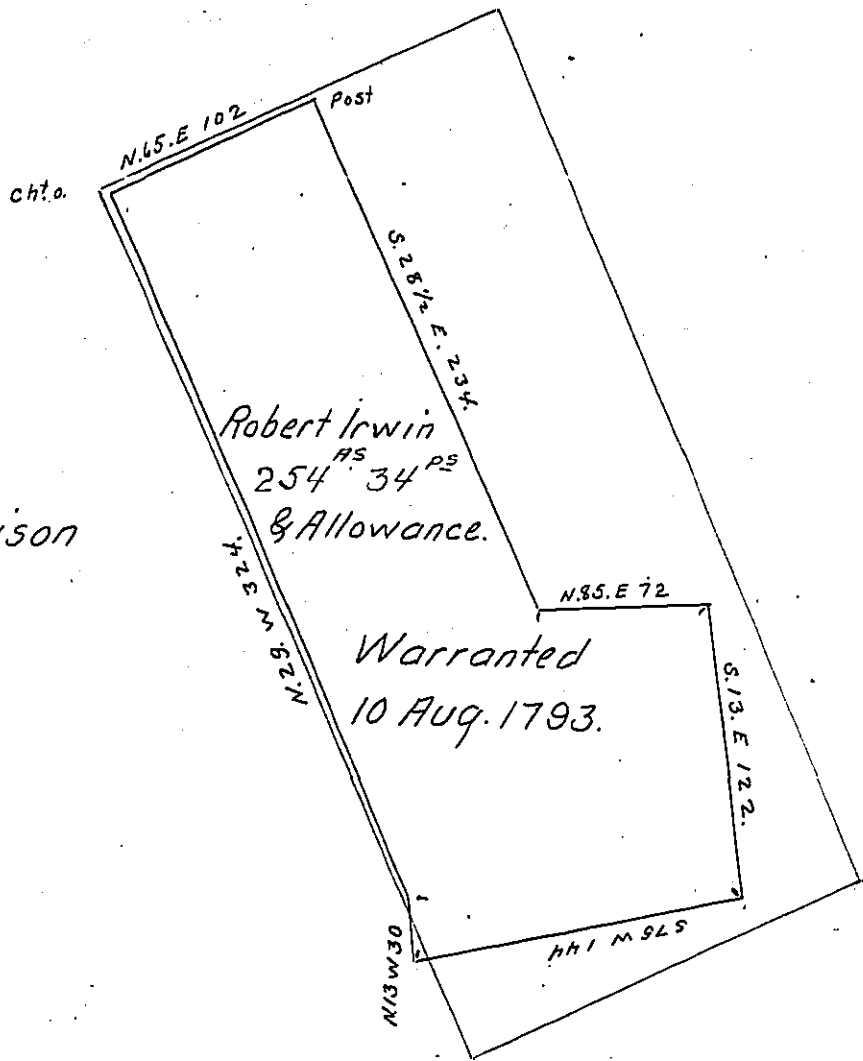 N.65.E 102
Post
cht.o.
S.28½ E. 234.
Robert Irwin
254 AS. 34 PS
& Allowance.
ison
N.29. W 324.
N.85.E 72
Warranted
10 Aug. 1793.
S.13. E 122.
S75W 144
N13W30